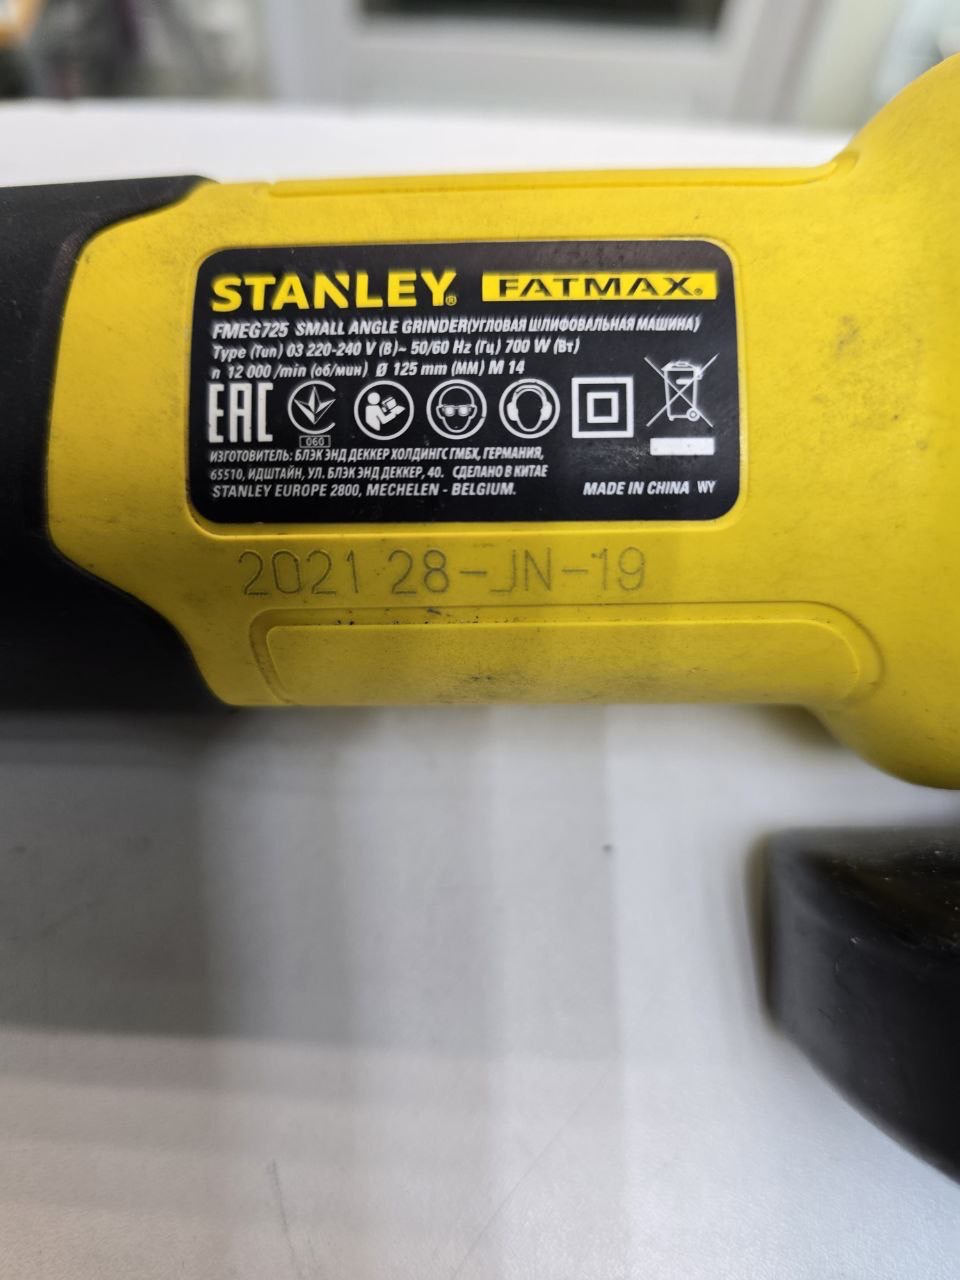 STANLEY® FATMAX®
FMEG725 SMALL ANGLE GRINDER(УГЛОВАЯ ШЛИФОВАЛЬНАЯ МАШИНА)
Type (Тип) 03 220-240 V (В)~ 50/60 Hz (Гц) 700 W (Вт)
n 12 000 /min (об/мин) Ø 125 mm (ММ) M 14
EAC
060
ИЗГОТОВИТЕЛЬ: БЛЭК ЭНД ДЕККЕР ХОЛДИНГС ГМБХ, ГЕРМАНИЯ,
65510, ИДШТАЙН, УЛ. БЛЭК ЭНД ДЕККЕР, 40. СДЕЛАНО В КИТАЕ
STANLEY EUROPE 2800, MECHELEN - BELGIUM. MADE IN CHINA WY
2021 28-JN-19